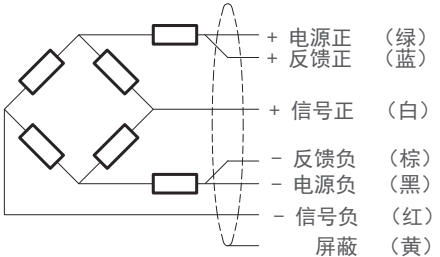 + 电源正 （绿）
+ 反馈正 （蓝）
+ 信号正 （白）
− 反馈负 （棕）
− 电源负 （黑）
− 信号负 （红）
屏蔽 （黄）